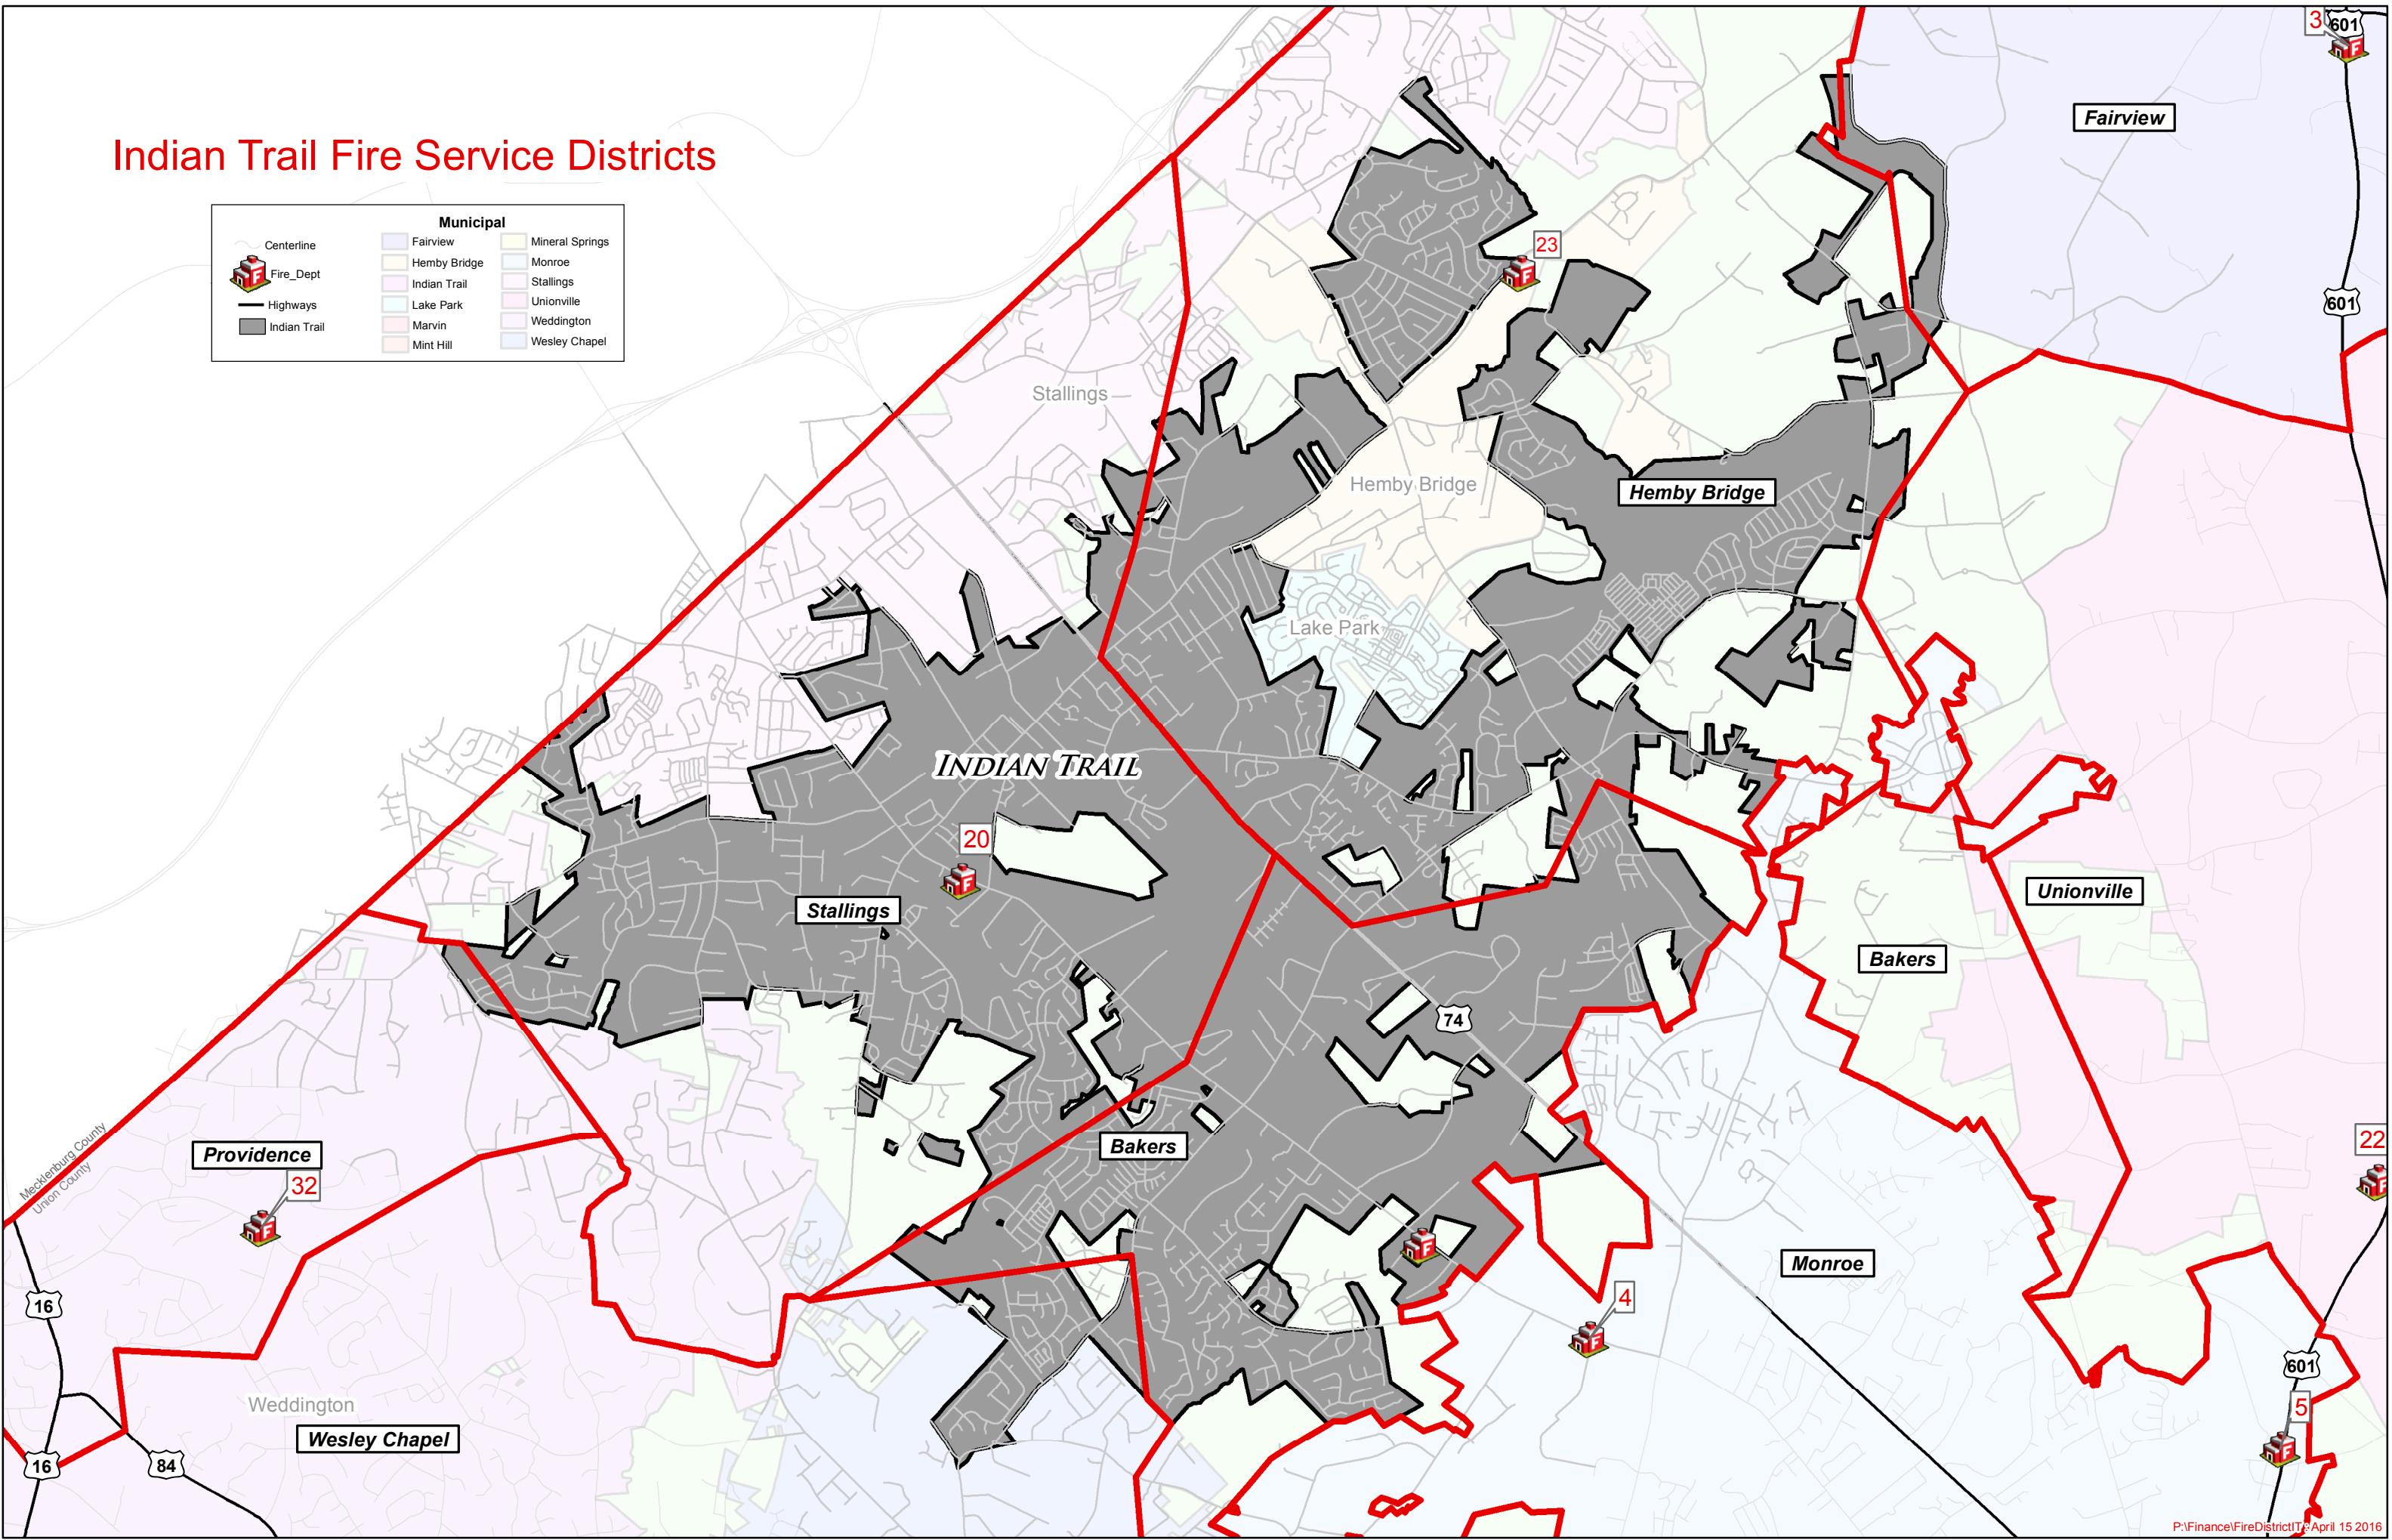 3
601
Fairview
Indian Trail Fire Service Districts
Municipal
Centerline
Fire_Dept
Highways
Indian Trail
Fairview
Hemby Bridge
Indian Trail
Lake Park
Marvin
Mint Hill
Mineral Springs
Monroe
Stallings
Unionville
Weddington
Wesley Chapel
23
601
Stallings
Hemby Bridge
Hemby Bridge
Lake Park
INDIAN TRAIL
20
Stallings
Unionville
Bakers
74
Mecklenburg County
Union County
Providence
32
Bakers
22
Monroe
16
4
601
Weddington
5
Wesley Chapel
16
84
P:\Finance\FireDistrictIT : April 15 2016